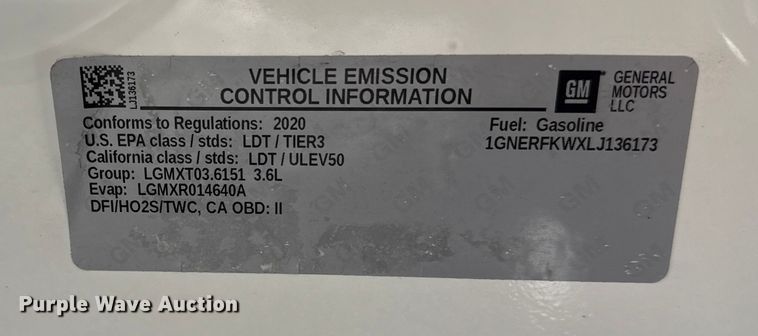 LJ136173
VEHICLE EMISSION
CONTROL INFORMATION
GM
GENERAL
MOTORS
LLC
Conforms to Regulations: 2020
U.S. EPA class / stds: LDT / TIER3
California class / stds: LDT / ULEV50
Group: LGMXT03.6151 3.6L
Evap: LGMXR014640A
DFI/HO2S/TWC, CA OBD: II
Fuel: Gasoline
1GNERFKWXLJ136173
Purple Wave Auction